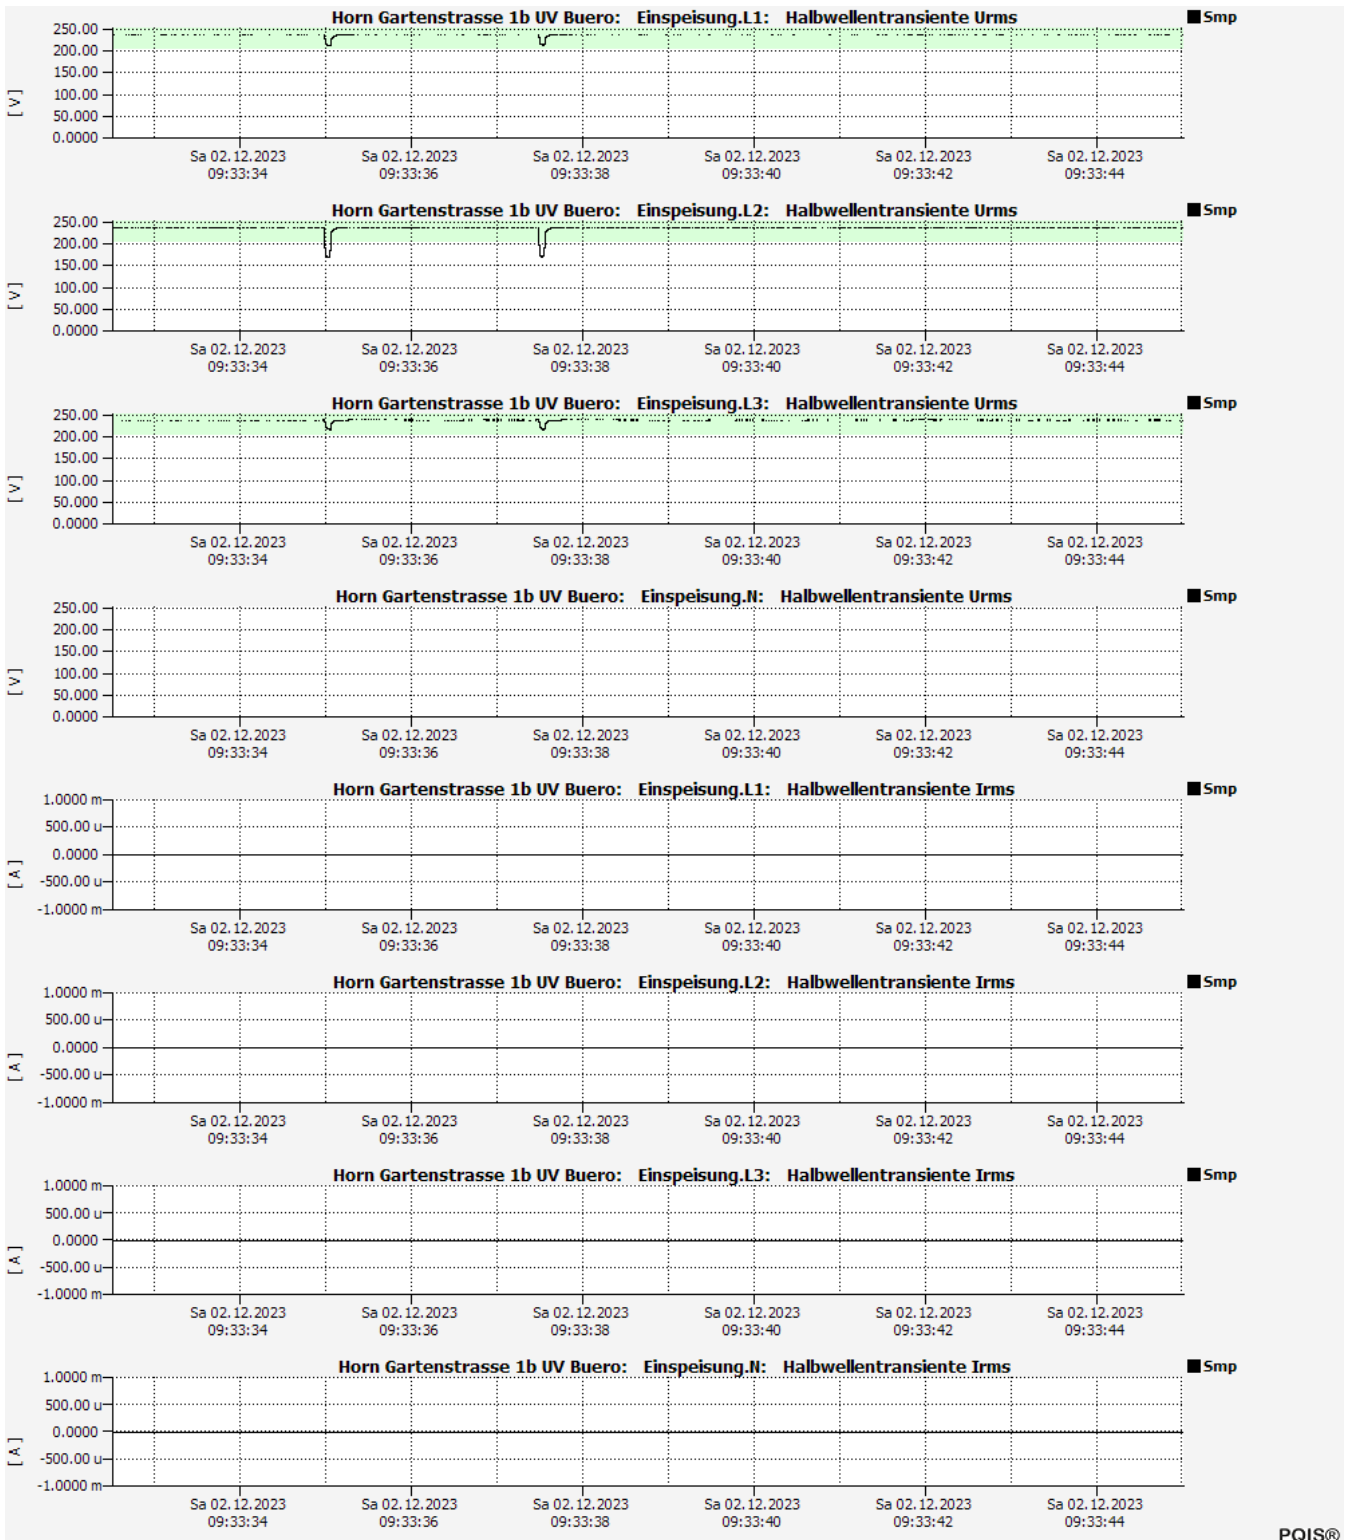 Horn Gartenstrasse 1b UV Buero: Einspeisung.L1: Halbwellentransiente Urms
Smp
250.00
200.00
150.00
100.00
50.000
0.0000
[ V ]
Sa 02.12.2023 Sa 02.12.2023 Sa 02.12.2023 Sa 02.12.2023 Sa 02.12.2023 Sa 02.12.2023
09:33:34 09:33:36 09:33:38 09:33:40 09:33:42 09:33:44
Horn Gartenstrasse 1b UV Buero: Einspeisung.L2: Halbwellentransiente Urms
Smp
250.00
200.00
150.00
100.00
50.000
0.0000
[ V ]
Sa 02.12.2023 Sa 02.12.2023 Sa 02.12.2023 Sa 02.12.2023 Sa 02.12.2023 Sa 02.12.2023
09:33:34 09:33:36 09:33:38 09:33:40 09:33:42 09:33:44
Horn Gartenstrasse 1b UV Buero: Einspeisung.L3: Halbwellentransiente Urms
Smp
250.00
200.00
150.00
100.00
50.000
0.0000
[ V ]
Sa 02.12.2023 Sa 02.12.2023 Sa 02.12.2023 Sa 02.12.2023 Sa 02.12.2023 Sa 02.12.2023
09:33:34 09:33:36 09:33:38 09:33:40 09:33:42 09:33:44
Horn Gartenstrasse 1b UV Buero: Einspeisung.N: Halbwellentransiente Urms
Smp
250.00
200.00
150.00
100.00
50.000
0.0000
[ V ]
Sa 02.12.2023 Sa 02.12.2023 Sa 02.12.2023 Sa 02.12.2023 Sa 02.12.2023 Sa 02.12.2023
09:33:34 09:33:36 09:33:38 09:33:40 09:33:42 09:33:44
Horn Gartenstrasse 1b UV Buero: Einspeisung.L1: Halbwellentransiente Irms
Smp
1.0000 m
500.00 u
0.0000
-500.00 u
-1.0000 m
[ A ]
Sa 02.12.2023 Sa 02.12.2023 Sa 02.12.2023 Sa 02.12.2023 Sa 02.12.2023 Sa 02.12.2023
09:33:34 09:33:36 09:33:38 09:33:40 09:33:42 09:33:44
Horn Gartenstrasse 1b UV Buero: Einspeisung.L2: Halbwellentransiente Irms
Smp
1.0000 m
500.00 u
0.0000
-500.00 u
-1.0000 m
[ A ]
Sa 02.12.2023 Sa 02.12.2023 Sa 02.12.2023 Sa 02.12.2023 Sa 02.12.2023 Sa 02.12.2023
09:33:34 09:33:36 09:33:38 09:33:40 09:33:42 09:33:44
Horn Gartenstrasse 1b UV Buero: Einspeisung.L3: Halbwellentransiente Irms
Smp
1.0000 m
500.00 u
0.0000
-500.00 u
-1.0000 m
[ A ]
Sa 02.12.2023 Sa 02.12.2023 Sa 02.12.2023 Sa 02.12.2023 Sa 02.12.2023 Sa 02.12.2023
09:33:34 09:33:36 09:33:38 09:33:40 09:33:42 09:33:44
Horn Gartenstrasse 1b UV Buero: Einspeisung.N: Halbwellentransiente Irms
Smp
1.0000 m
500.00 u
0.0000
-500.00 u
-1.0000 m
[ A ]
Sa 02.12.2023 Sa 02.12.2023 Sa 02.12.2023 Sa 02.12.2023 Sa 02.12.2023 Sa 02.12.2023
09:33:34 09:33:36 09:33:38 09:33:40 09:33:42 09:33:44
PQIS®